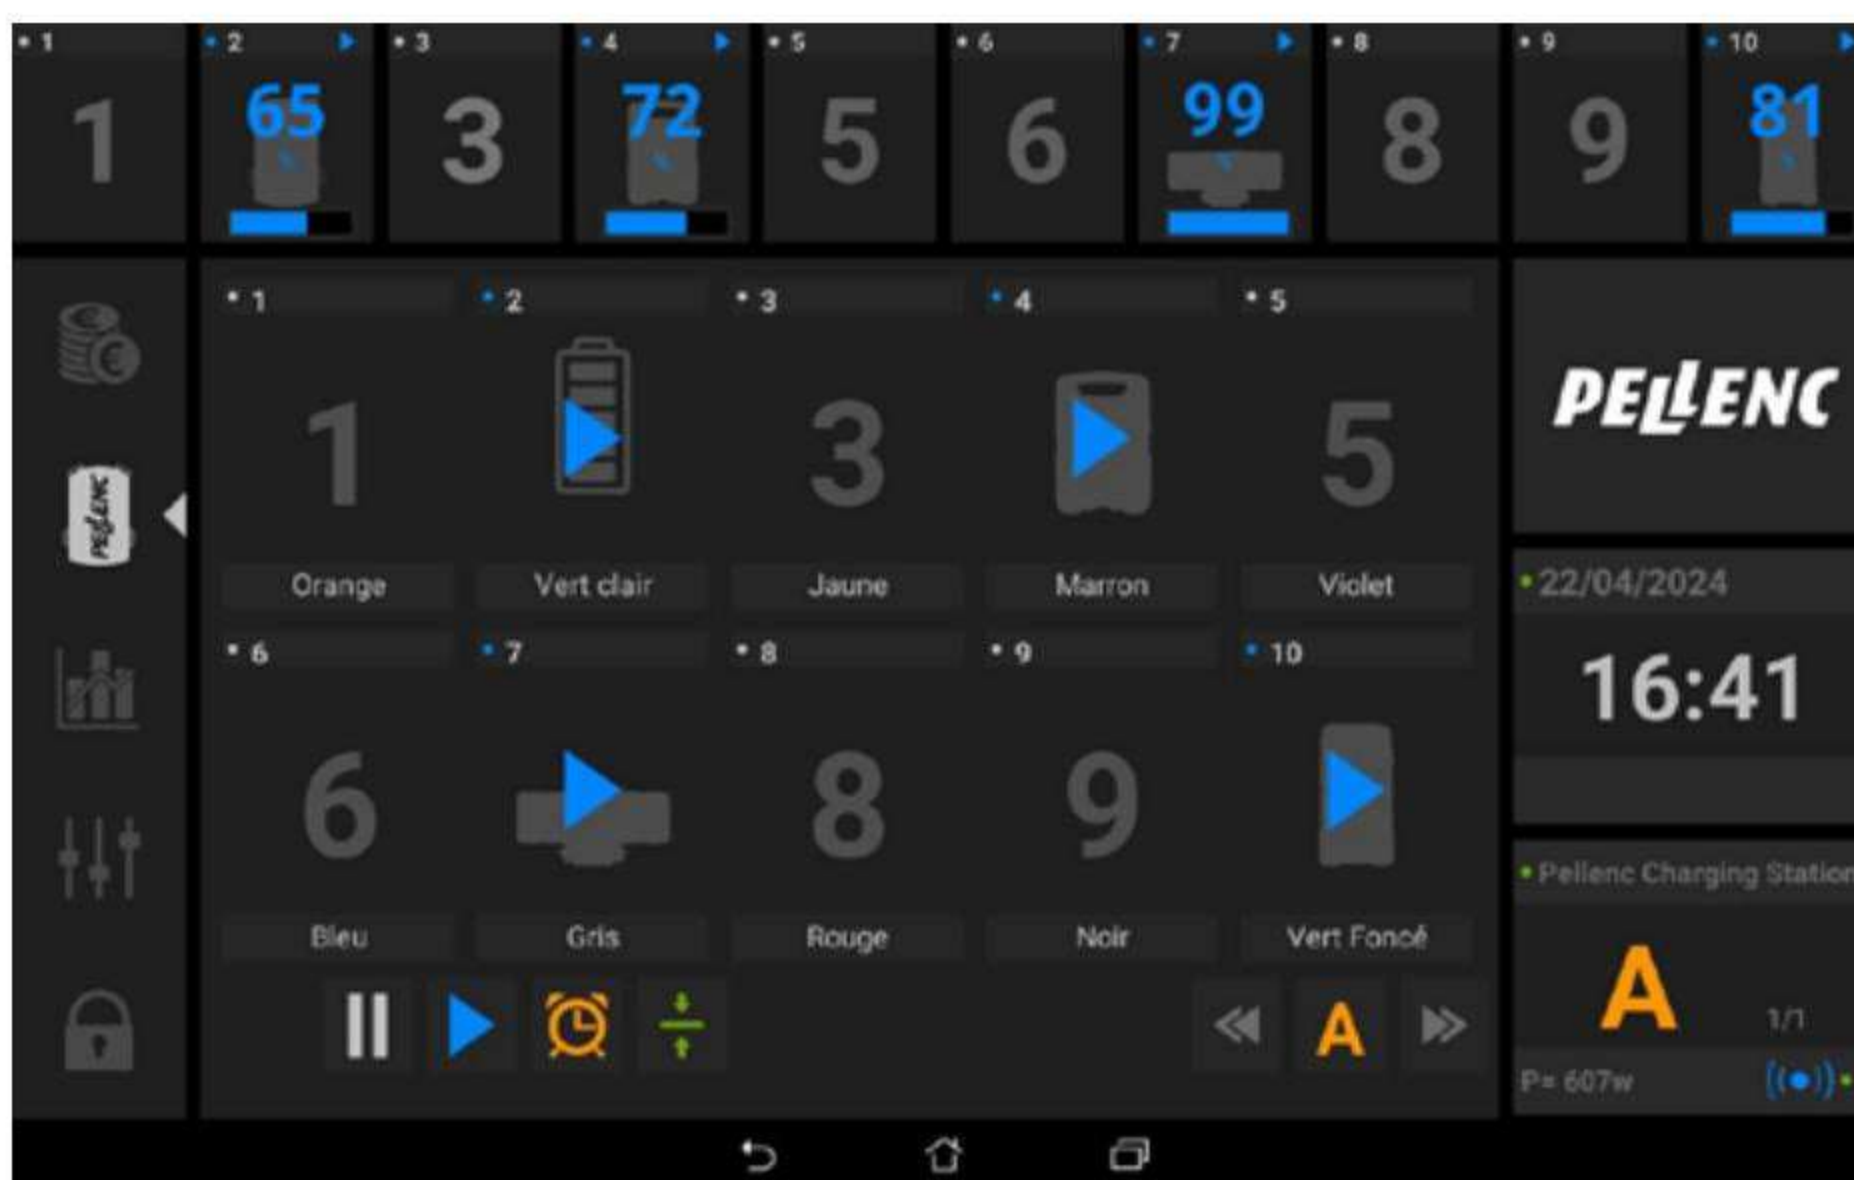 1 2 3 4 5 6 7 8 9 10
1 65 3 72 5 6 99 8 9 81
% % % %
1 2 3 4 5
1 3 5
Orange Vert clair Jaune Marron Violet
6 7 8 9 10
6 8 9
Bleu Gris Rouge Noir Vert Foncé
A
PELLENC
PELLENC
22/04/2024
16:41
Pellenc Charging Station
A
1/1
P= 607w